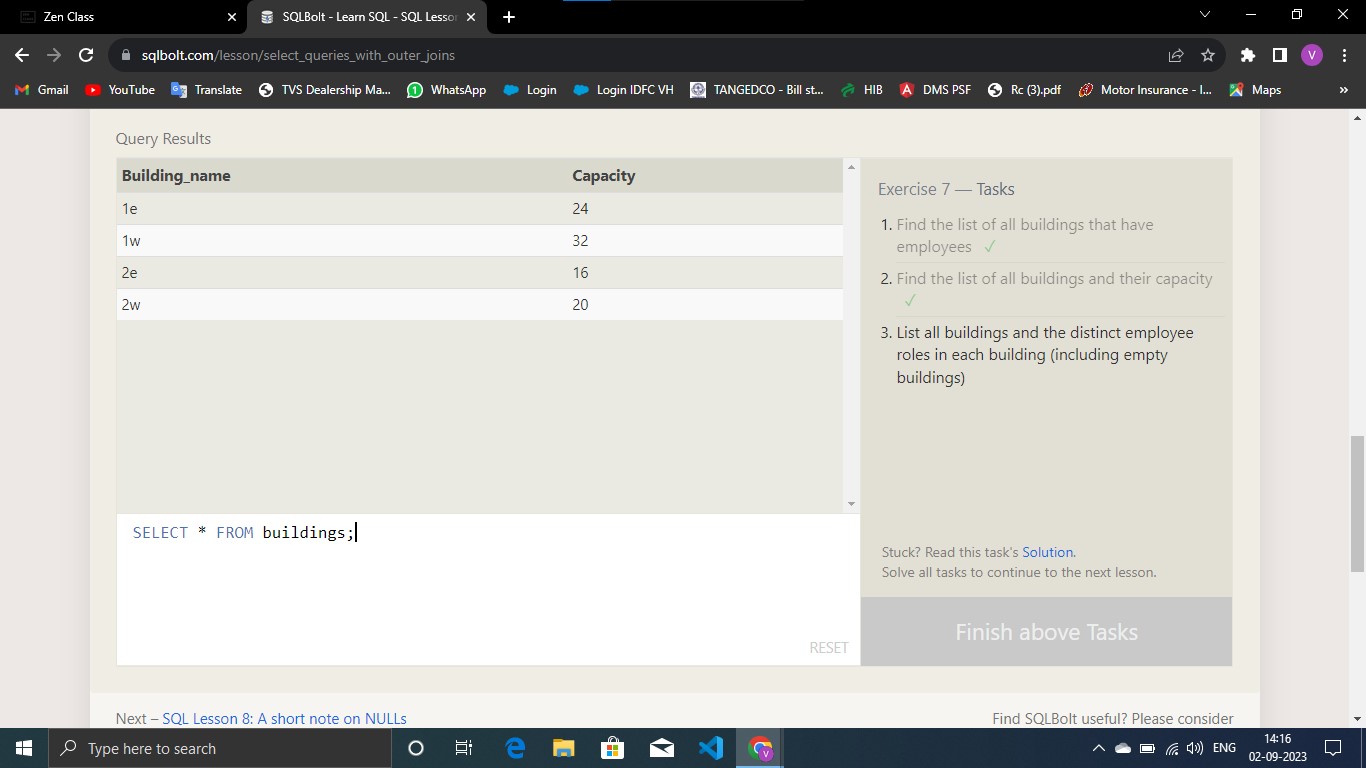 Zen Class
SQLBolt - Learn SQL - SQL Lesson
sqlbolt.com/lesson/select_queries_with_outer_joins
V
Gmail
YouTube
Translate
TVS Dealership Ma...
WhatsApp
Login
Login IDFC VH
TANGEDCO - Bill st...
HIB
DMS PSF
Rc (3).pdf
Motor Insurance - I...
Maps
»
Query Results
Building_name Capacity
1e 24
1w 32
2e 16
2w 20
SELECT * FROM buildings;
RESET
Exercise 7 — Tasks
1. Find the list of all buildings that have
employees ✓
2. Find the list of all buildings and their capacity
✓
3. List all buildings and the distinct employee
roles in each building (including empty
buildings)
Stuck? Read this task's Solution.
Solve all tasks to continue to the next lesson.
Finish above Tasks
Next – SQL Lesson 8: A short note on NULLs
Find SQLBolt useful? Please consider
Type here to search
ENG
14:16
02-09-2023